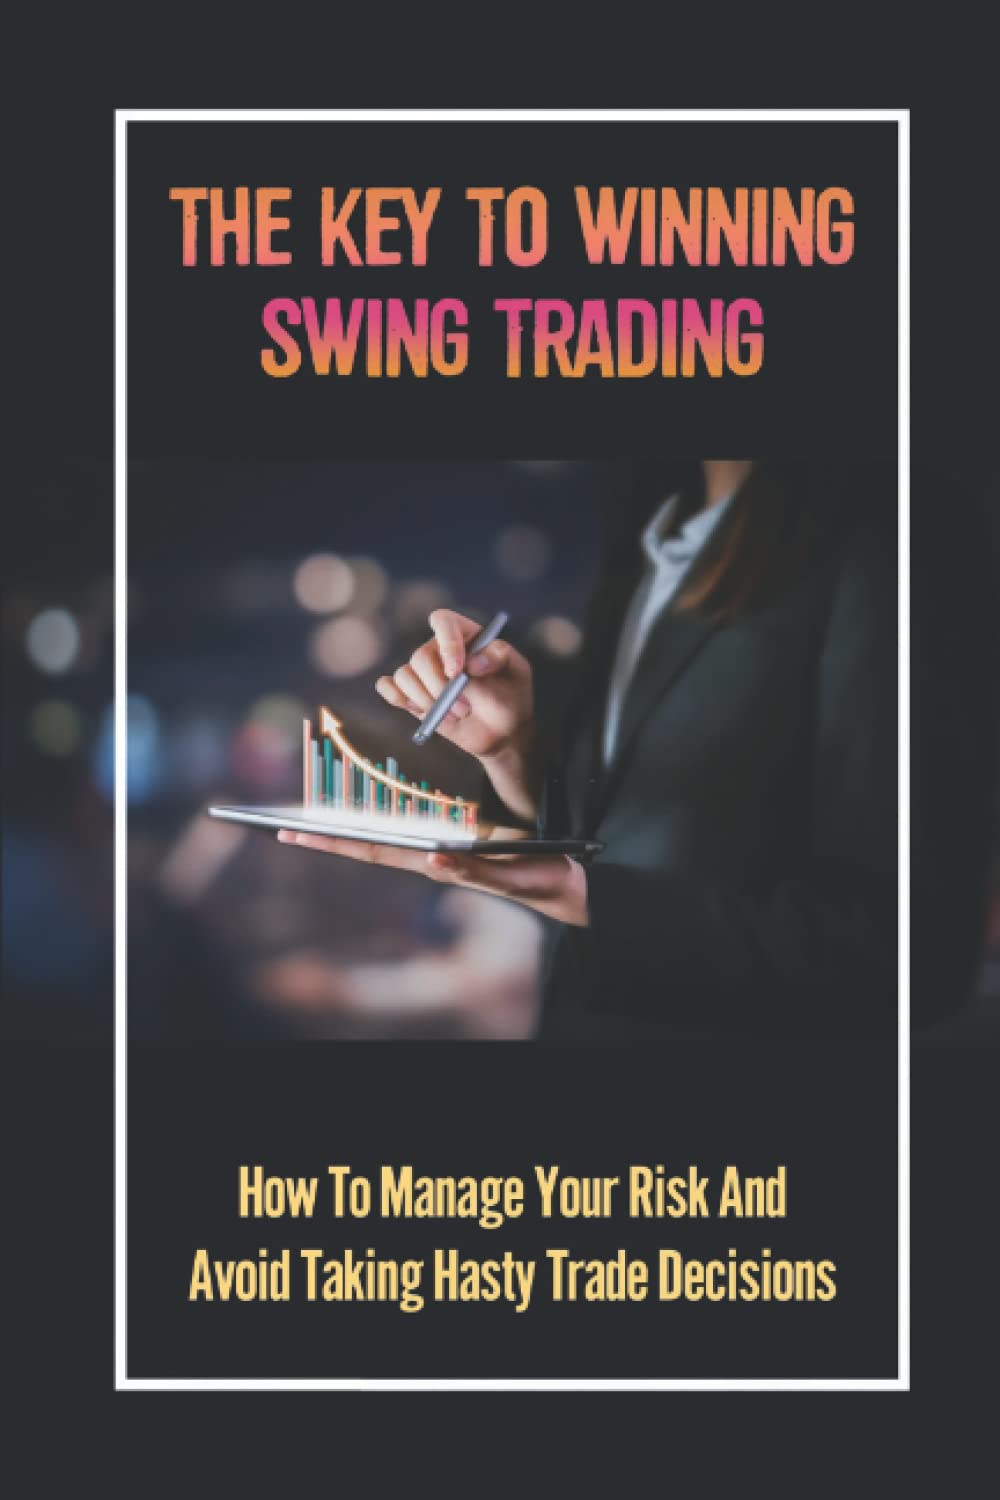 THE KEY TO WINNING
SWING TRADING
How To Manage Your Risk And
Avoid Taking Hasty Trade Decisions